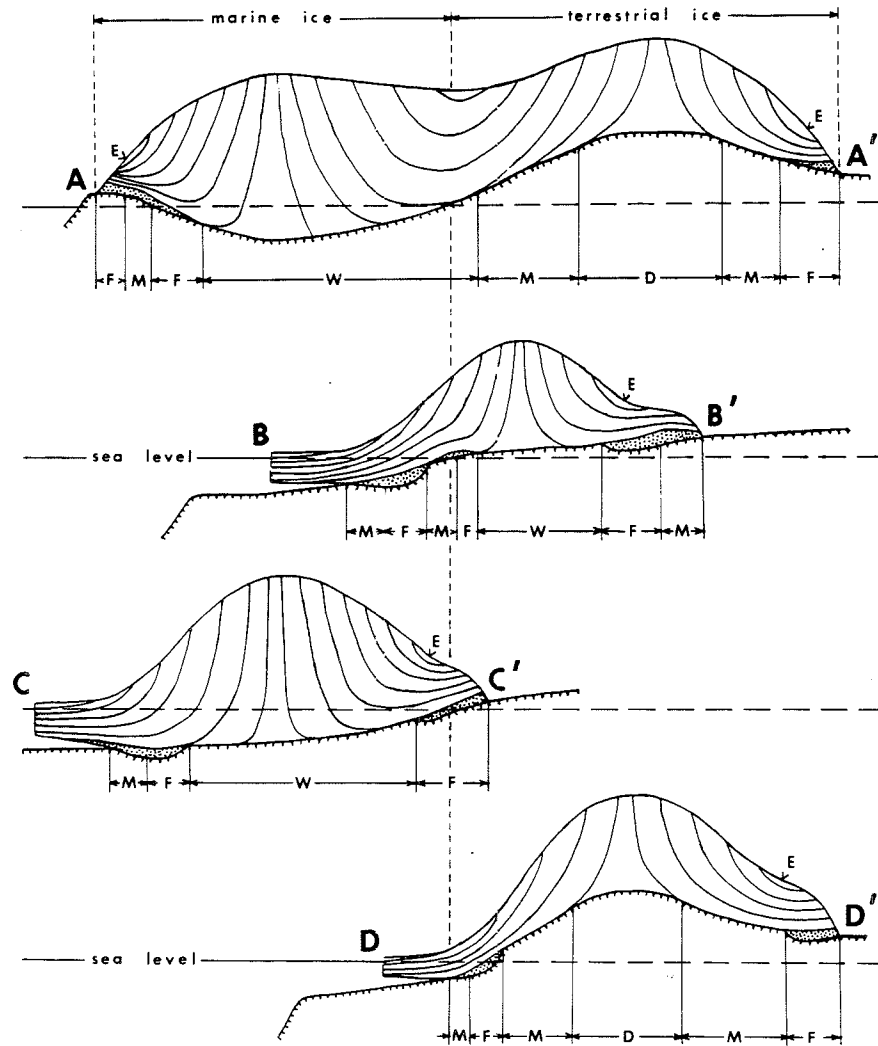 marine ice terrestrial ice
E E
A A'
F M F W M D M F
E
B B'
sea level
M F M F W F M
E
C C'
M F W F
E
D D'
sea level
M F M D M F